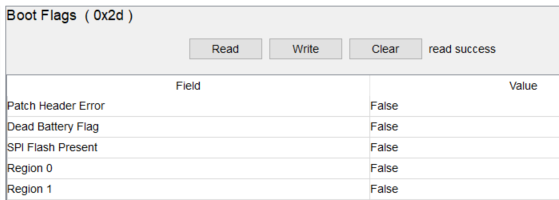 Boot Flags ( 0x2d )
Read Write Clear read success
Field Value
Patch Header Error False
Dead Battery Flag False
SPI Flash Present False
Region 0 False
Region 1 False